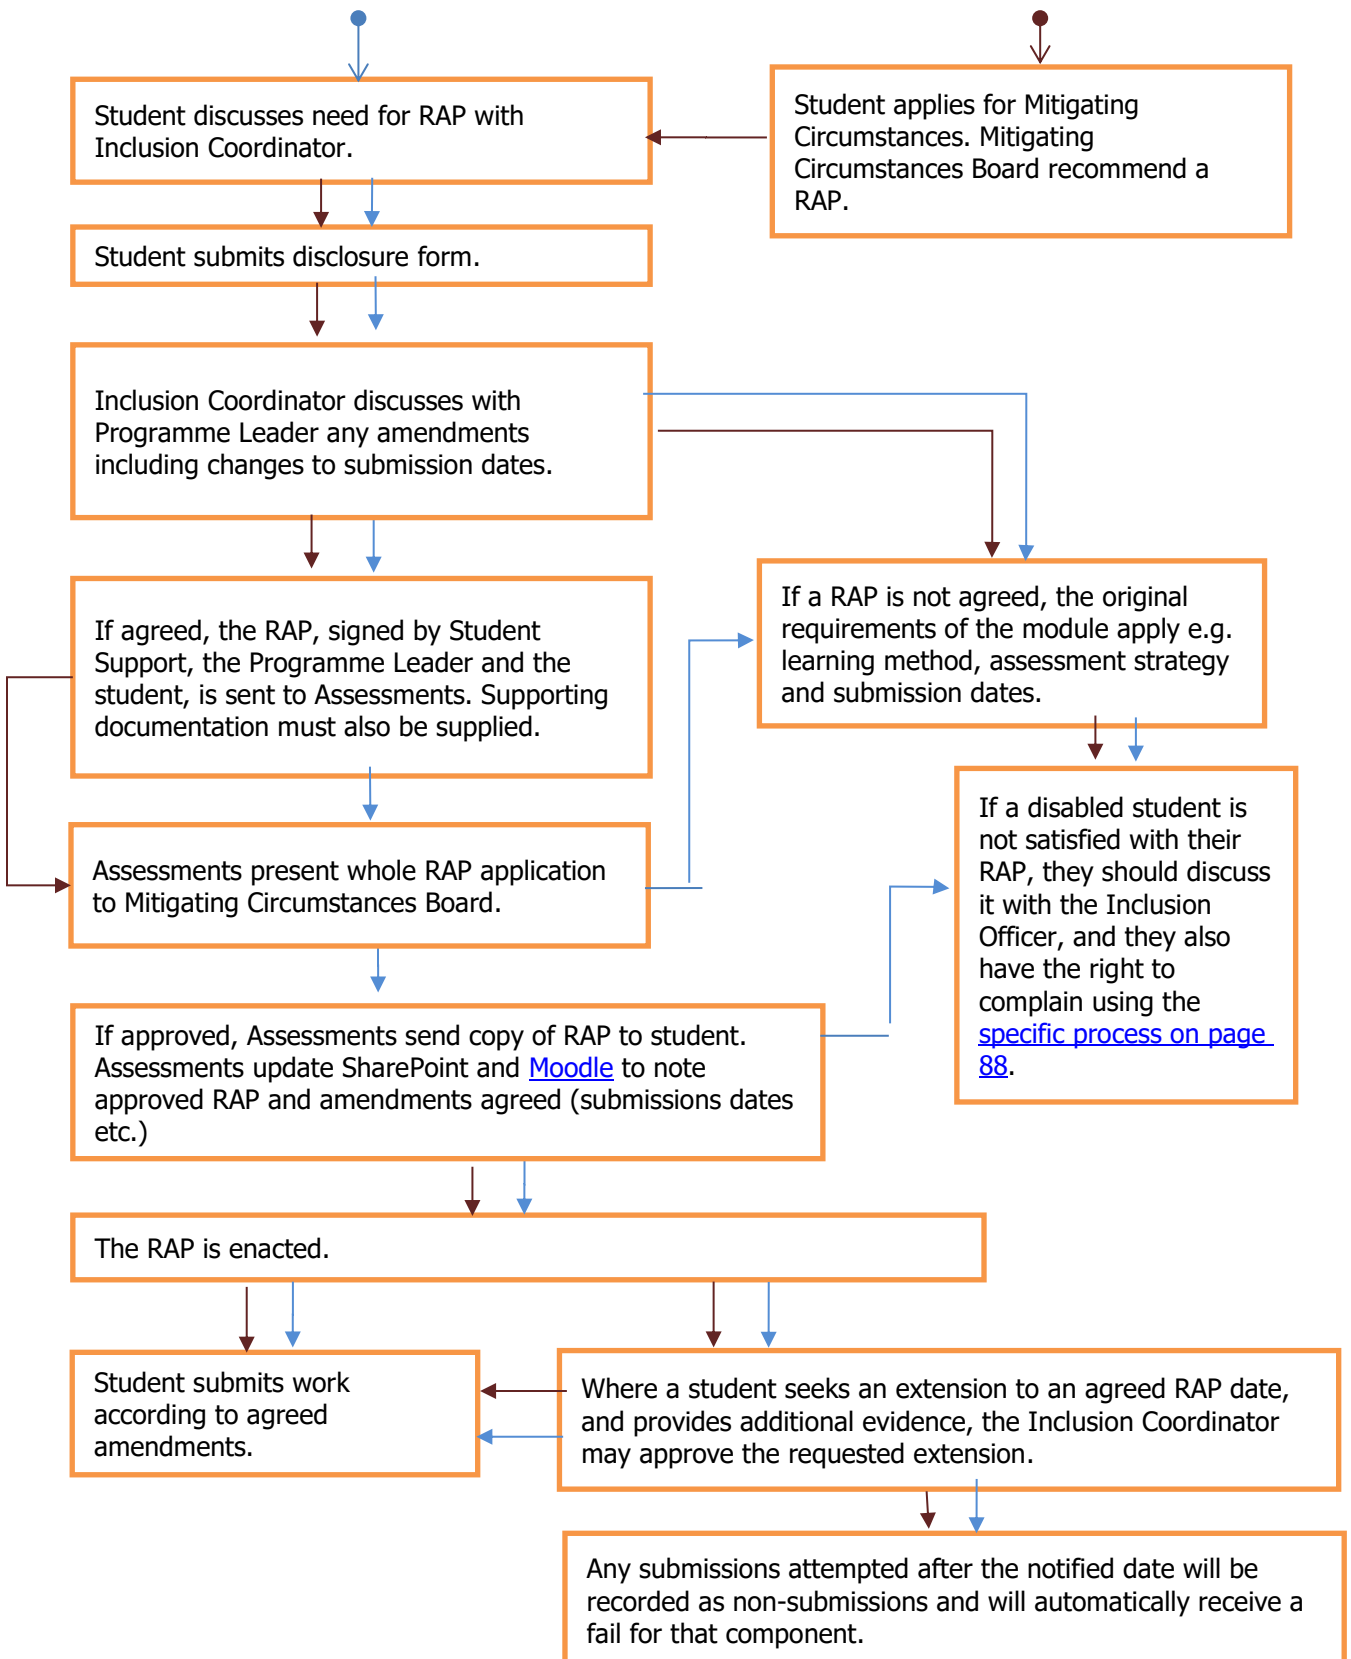 Student discusses need for RAP with
Inclusion Coordinator.
Student applies for Mitigating
Circumstances. Mitigating
Circumstances Board recommend a
RAP.
Student submits disclosure form.
Inclusion Coordinator discusses with
Programme Leader any amendments
including changes to submission dates.
If agreed, the RAP, signed by Student
Support, the Programme Leader and the
student, is sent to Assessments. Supporting
documentation must also be supplied.
If a RAP is not agreed, the original
requirements of the module apply e.g.
learning method, assessment strategy
and submission dates.
Assessments present whole RAP application
to Mitigating Circumstances Board.
If a disabled student is
not satisfied with their
RAP, they should discuss
it with the Inclusion
Officer, and they also
have the right to
complain using the
specific process on page
88.
If approved, Assessments send copy of RAP to student.
Assessments update SharePoint and Moodle to note
approved RAP and amendments agreed (submissions dates
etc.)
The RAP is enacted.
Student submits work
according to agreed
amendments.
Where a student seeks an extension to an agreed RAP date,
and provides additional evidence, the Inclusion Coordinator
may approve the requested extension.
Any submissions attempted after the notified date will be
recorded as non-submissions and will automatically receive a
fail for that component.